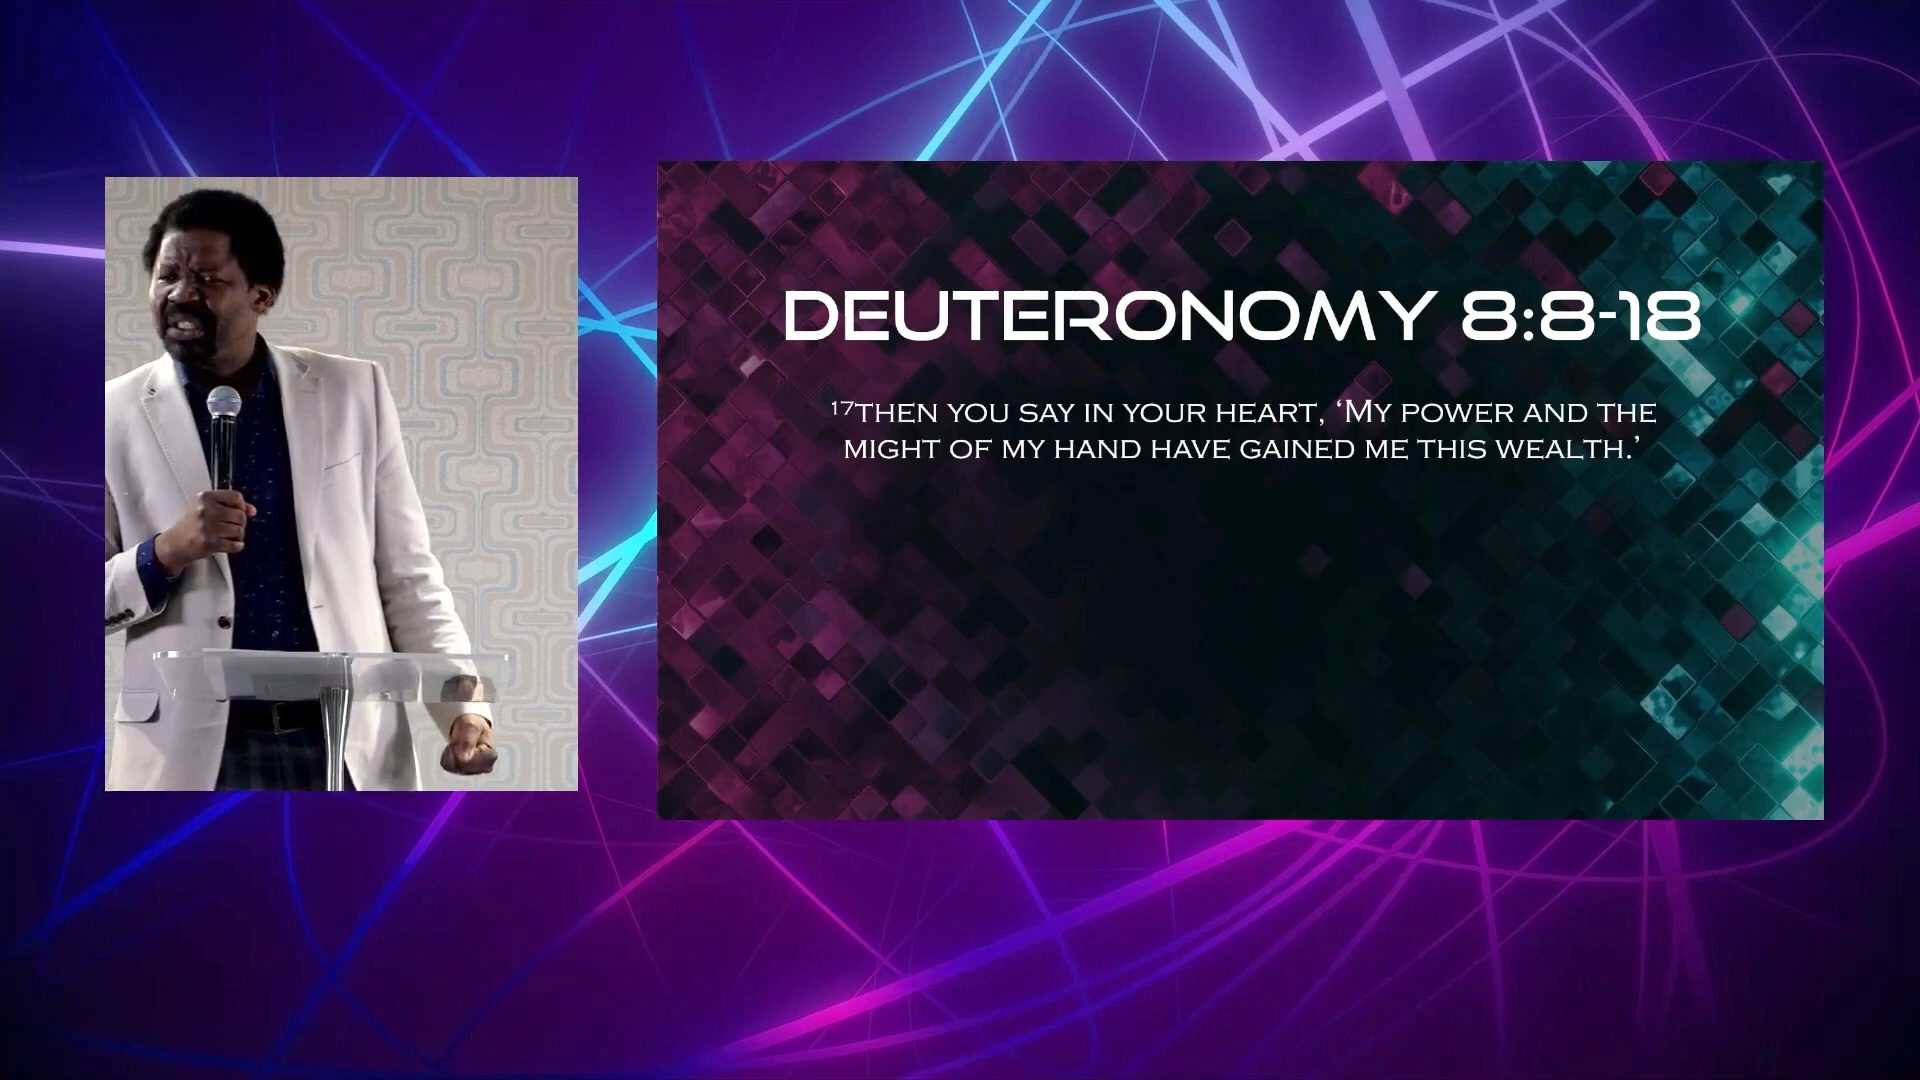 DEUTERONOMY 8:8-18
¹⁷THEN YOU SAY IN YOUR HEART, ‘MY POWER AND THE
MIGHT OF MY HAND HAVE GAINED ME THIS WEALTH.’